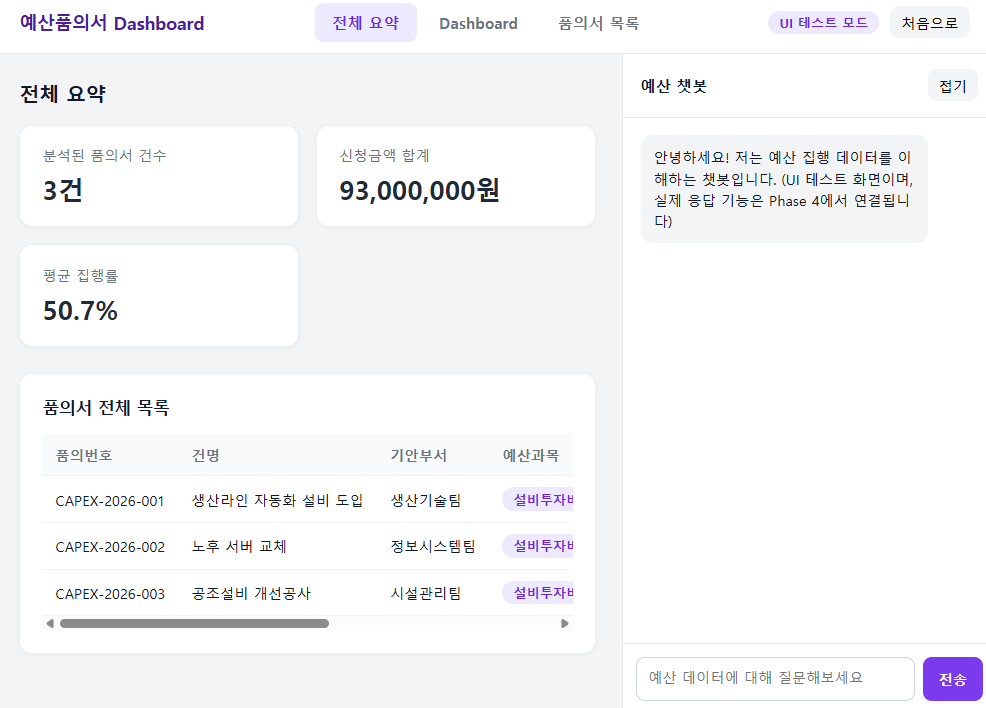 예산품의서 Dashboard
전체 요약
Dashboard
품의서 목록
UI 테스트 모드
처음으로
전체 요약
분석된 품의서 건수
3건
신청금액 합계
93,000,000원
평균 집행률
50.7%
품의서 전체 목록
품의번호 건명 기안부서 예산과목
CAPEX-2026-001 생산라인 자동화 설비 도입 생산기술팀 설비투자비
CAPEX-2026-002 노후 서버 교체 정보시스템팀 설비투자비
CAPEX-2026-003 공조설비 개선공사 시설관리팀 설비투자비
예산 챗봇
접기
안녕하세요! 저는 예산 집행 데이터를 이
해하는 챗봇입니다. (UI 테스트 화면이며,
실제 응답 기능은 Phase 4에서 연결됩니
다)
예산 데이터에 대해 질문해보세요
전송